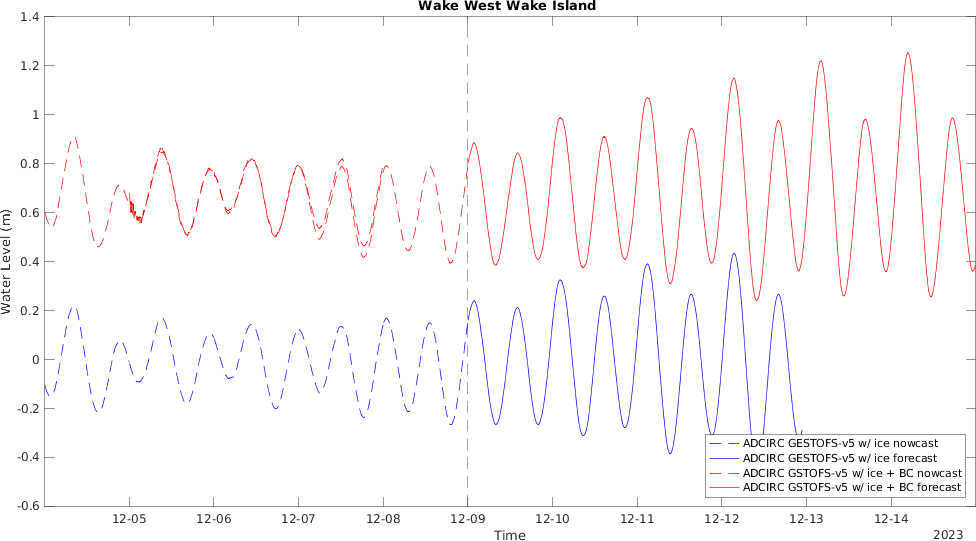 Wake West Wake Island
1.4
1.2
1
0.8
0.6
0.4
0.2
0
-0.2
-0.4
-0.6
Water Level (m)
ADCIRC GESTOFS-v5 w/ ice nowcast
ADCIRC GESTOFS-v5 w/ ice forecast
ADCIRC GSTOFS-v5 w/ ice + BC nowcast
ADCIRC GSTOFS-v5 w/ ice + BC forecast
12-05 12-06 12-07 12-08 12-09 12-10 12-11 12-12 12-13 12-14
Time
2023